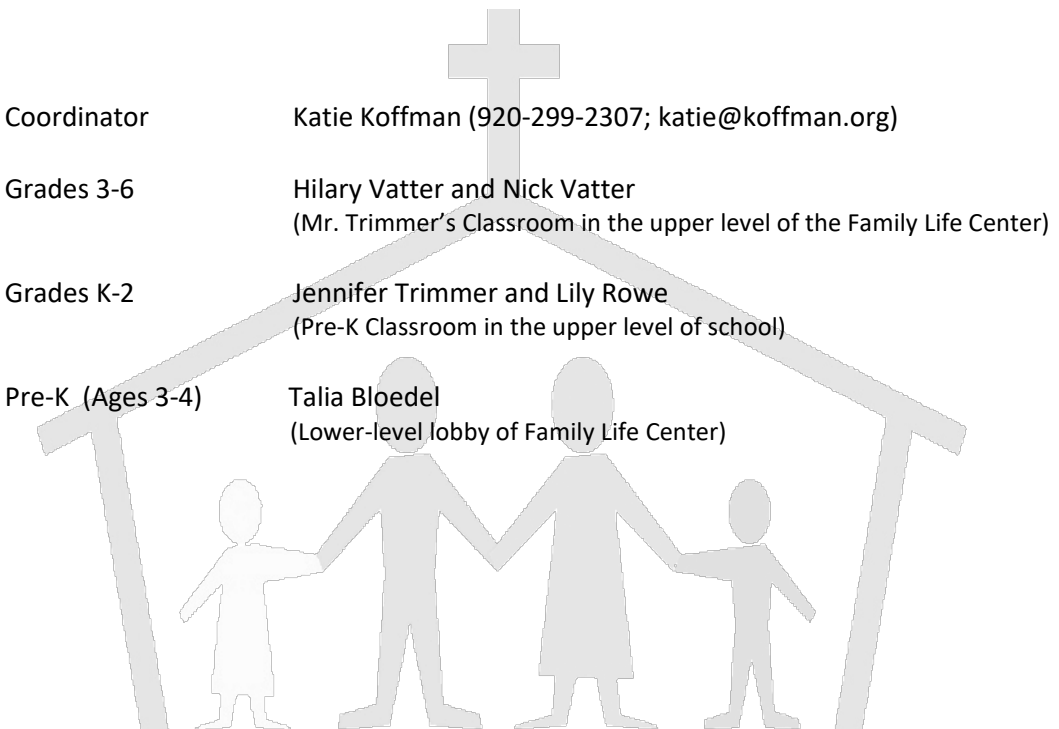 Coordinator Katie Koffman (920-299-2307; katie@koffman.org)
Grades 3-6 Hilary Vatter and Nick Vatter
(Mr. Trimmer’s Classroom in the upper level of the Family Life Center)
Grades K-2 Jennifer Trimmer and Lily Rowe
(Pre-K Classroom in the upper level of school)
Pre-K (Ages 3-4) Talia Bloedel
(Lower-level lobby of Family Life Center)